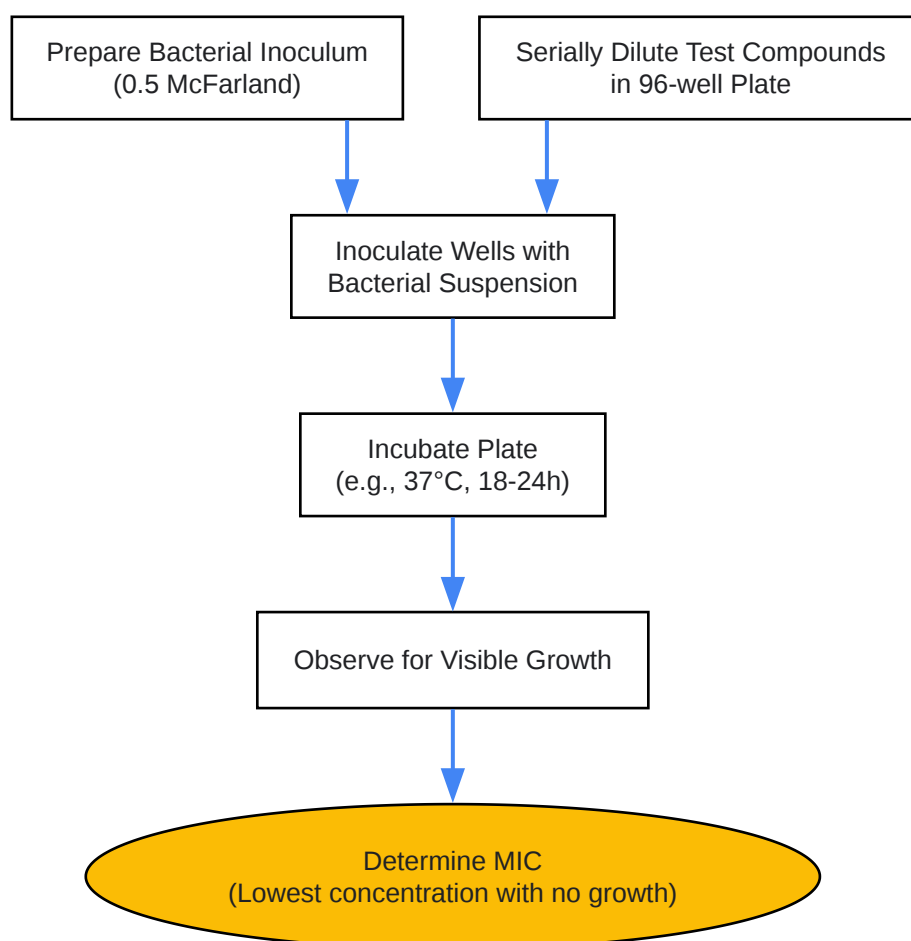 Prepare Bacterial Inoculum
(0.5 McFarland)
Serially Dilute Test Compounds
in 96-well Plate
Inoculate Wells with
Bacterial Suspension
Incubate Plate
(e.g., 37°C, 18-24h)
Observe for Visible Growth
Determine MIC
(Lowest concentration with no growth)